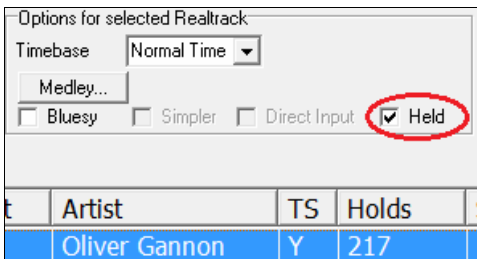 Options for selected Realtrack
Timebase Normal Time
Medley...
Bluesy Simpler Direct Input Held
t Artist TS Holds
Oliver Gannon Y 217